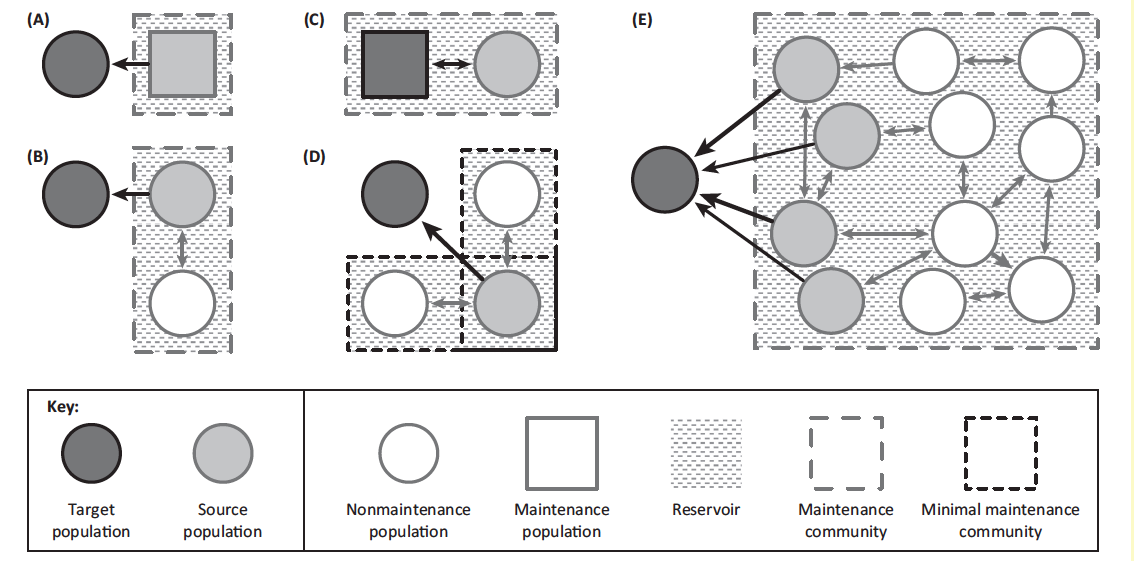 (A)
(C)
(E)
(B)
(D)
Key:
Target
population
Source
population
Nonmaintenance
population
Maintenance
population
Reservoir
Maintenance
community
Minimal maintenance
community